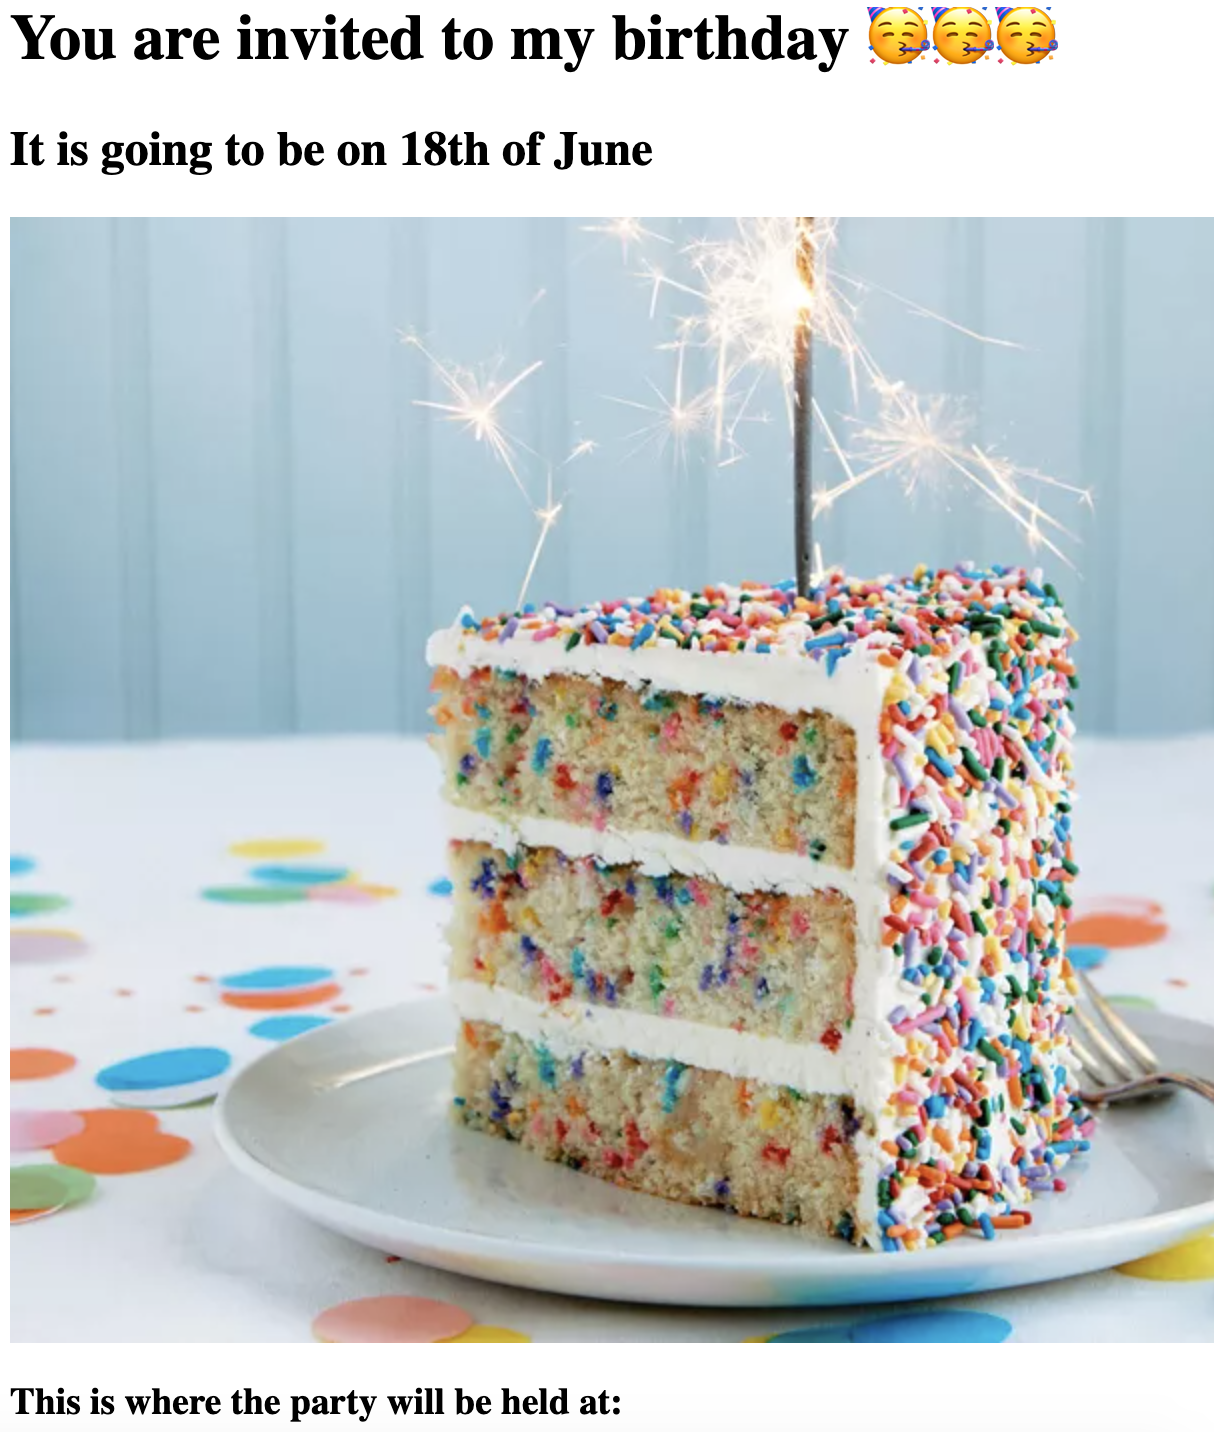 You are invited to my birthday 🥳🥳🥳
It is going to be on 18th of June
This is where the party will be held at: